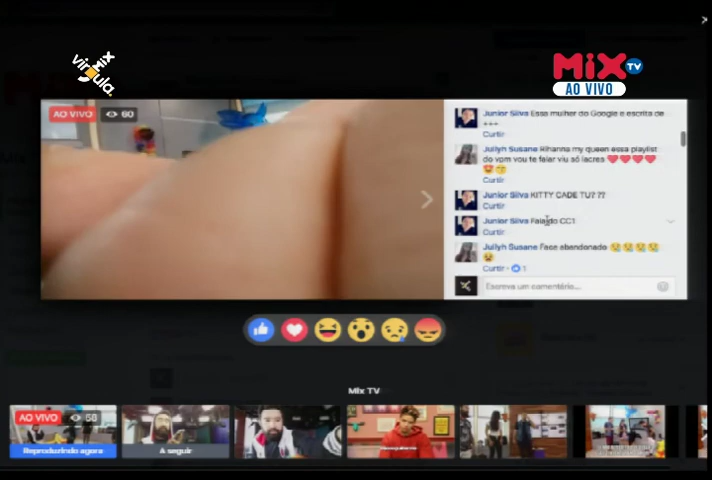 MIX
virgula.
MIX TV
AO VIVO
AO VIVO 60
Junior Silva Essa mulher do Google e escrita de
+++
Curtir
Jullyh Susane Rihanna my queen essa playlist
do vpm vou te falar viu só lacres ❤❤❤❤
Curtir
Junior Silva KITTY CADE TU? ??
Curtir
Junior Silva Falando CC1
Curtir
Jullyh Susane Face abandonado
Curtir · 1
Escreva um comentário...
Mix TV
AO VIVO
Reproduzindo agora
A seguir